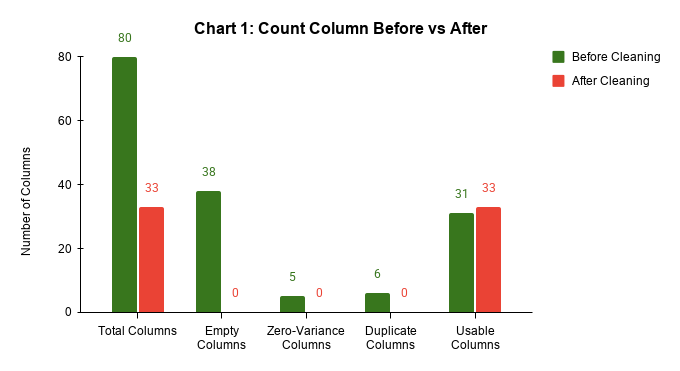 Chart 1: Count Column Before vs After
Before Cleaning
After Cleaning
Number of Columns
80
60
40
20
0
80
33
38
0
5
0
6
0
31
33
Total Columns
Empty
Columns
Zero-Variance
Columns
Duplicate
Columns
Usable
Columns